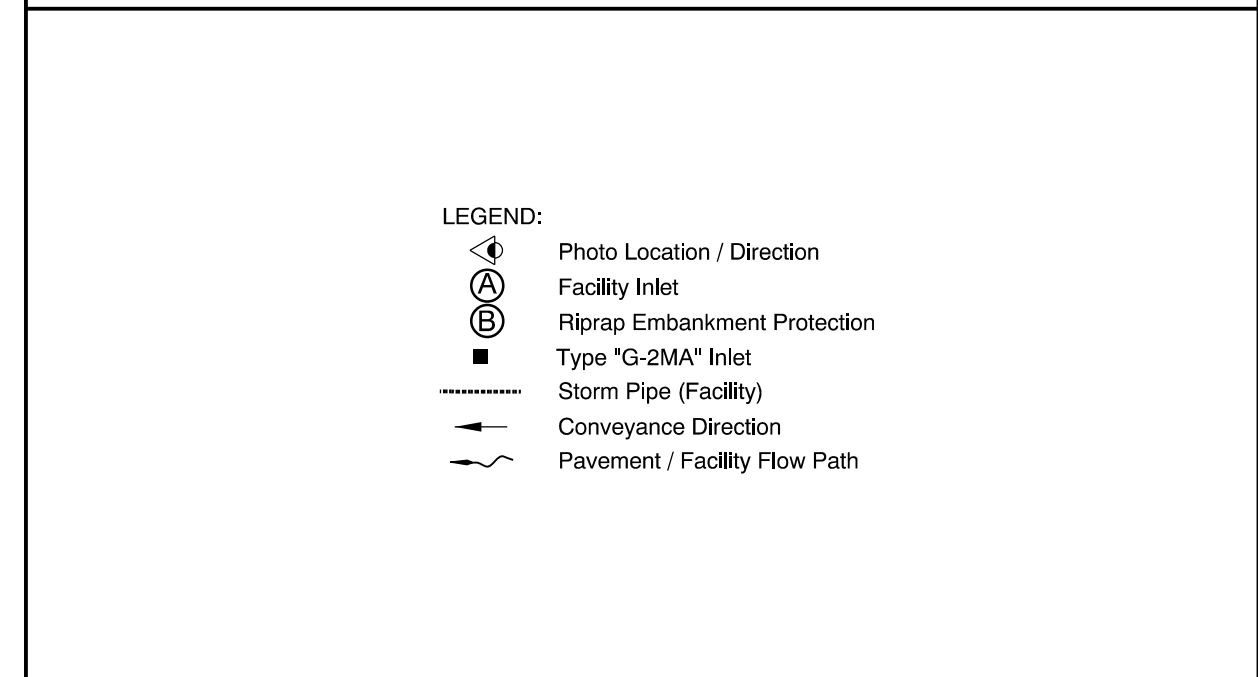 LEGEND:
Photo Location / Direction
A Facility Inlet
B Riprap Embankment Protection
Type "G-2MA" Inlet
Storm Pipe (Facility)
Conveyance Direction
Pavement / Facility Flow Path